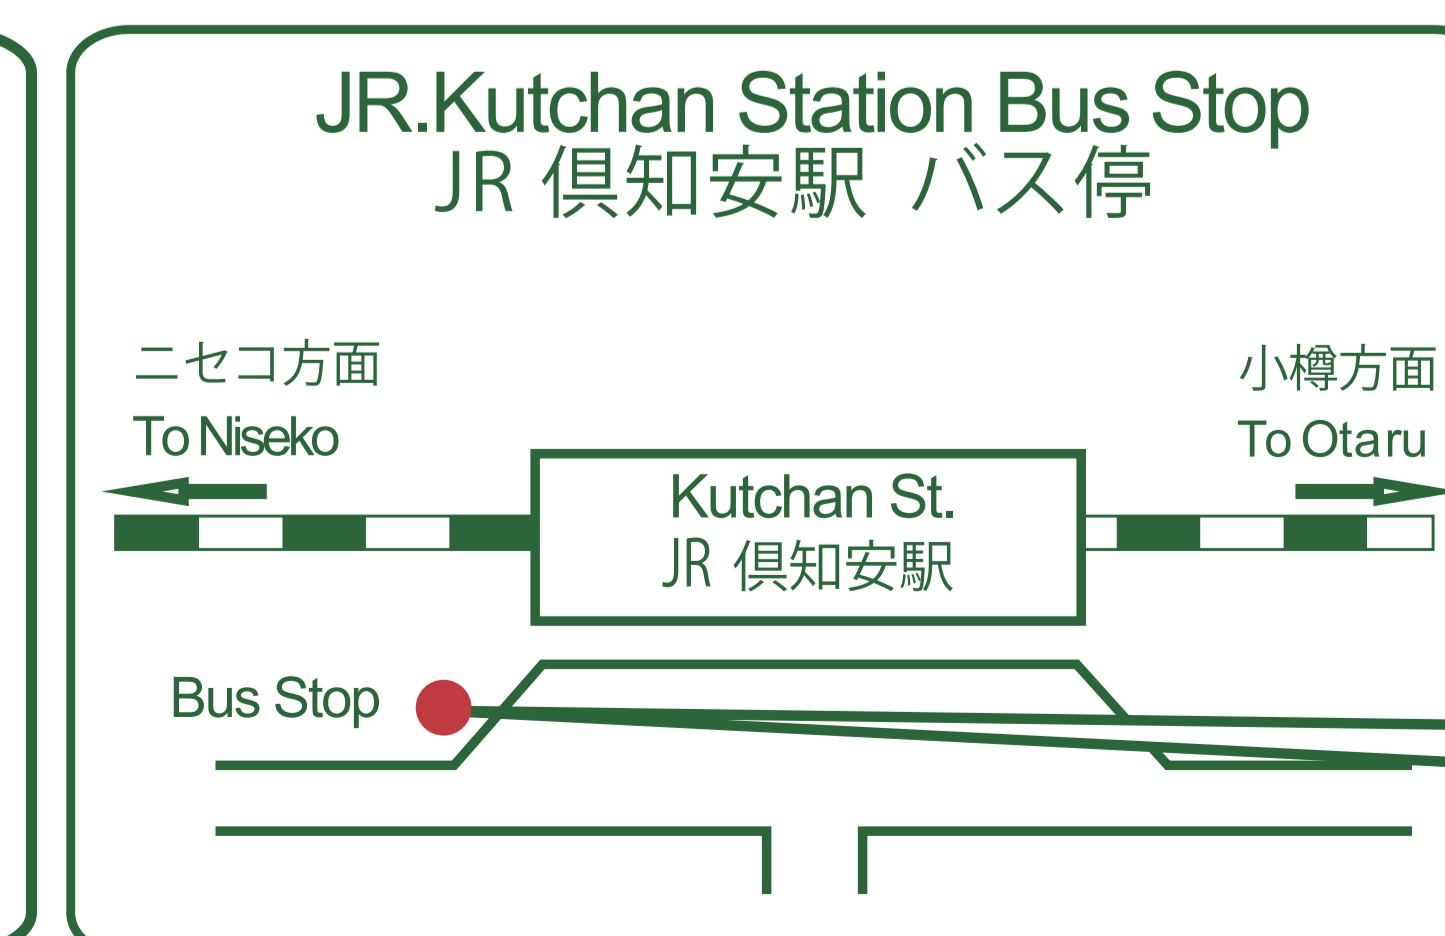 JR.Kutchan Station Bus Stop
JR 倶知安駅 バス停
ニセコ方面
To Niseko
小樽方面
To Otaru
Kutchan St.
JR 倶知安駅
Bus Stop